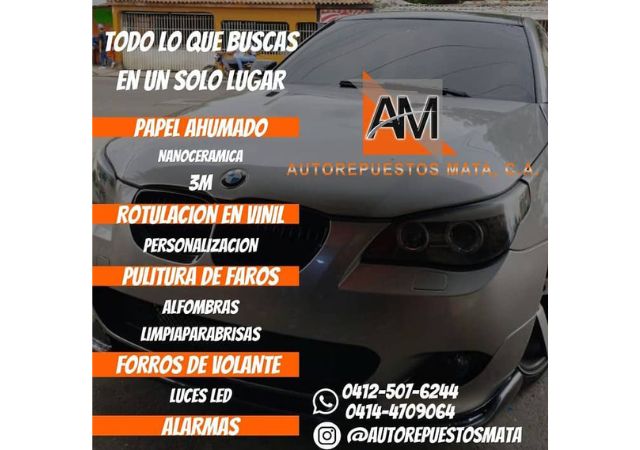 TODO LO QUE BUSCAS
EN UN SOLO LUGAR
PAPEL AHUMADO
NANOCERAMICA
3M
ROTULACION EN VINIL
PERSONALIZACION
PULITURA DE FAROS
ALFOMBRAS
LIMPIAPARABRISAS
FORROS DE VOLANTE
LUCES LED
ALARMAS
AM
AUTOREPUESTOS MATA, C.A.
0412-507-6244
0414-4709064
@AUTOREPUESTOSMATA